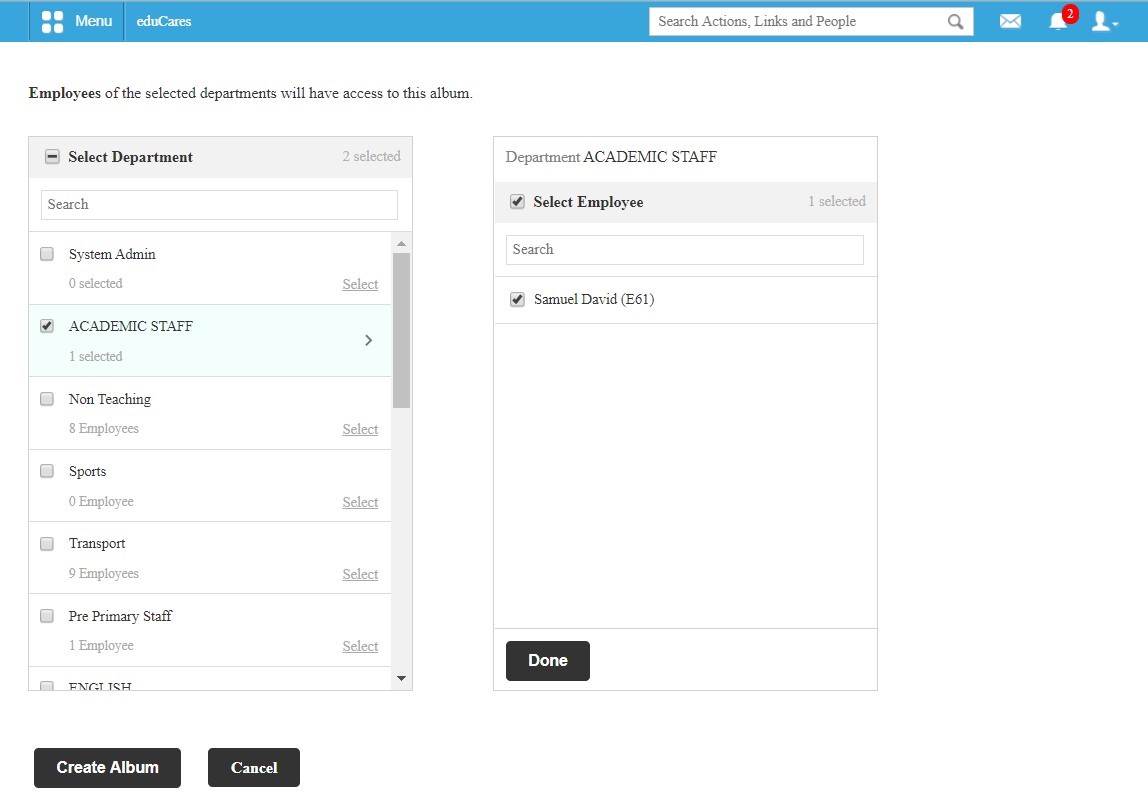 Menu
eduCares
Search Actions, Links and People
2
Employees of the selected departments will have access to this album.
Select Department
2 selected
Search
System Admin
0 selected
Select
ACADEMIC STAFF
1 selected
Non Teaching
8 Employees
Select
Sports
0 Employee
Select
Transport
9 Employees
Select
Pre Primary Staff
1 Employee
Select
ENGLISH
Department ACADEMIC STAFF
Select Employee
1 selected
Search
Samuel David (E61)
Done
Create Album
Cancel